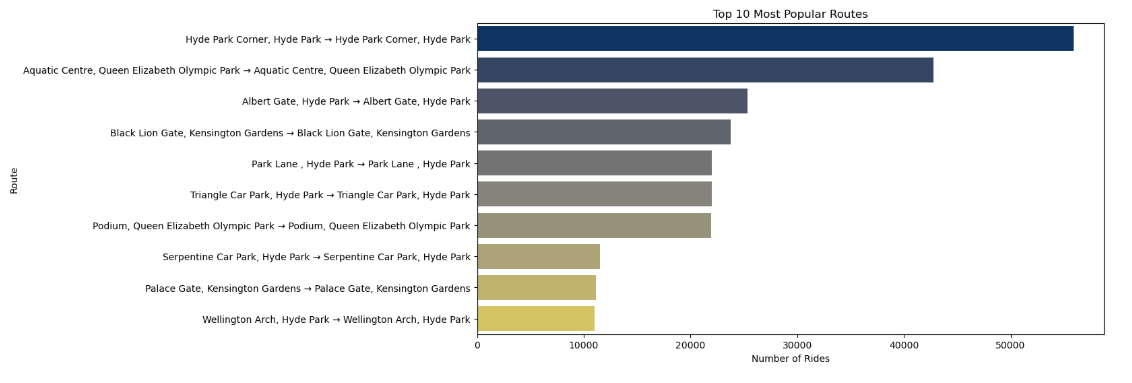 Top 10 Most Popular Routes
Hyde Park Corner, Hyde Park → Hyde Park Corner, Hyde Park
Aquatic Centre, Queen Elizabeth Olympic Park → Aquatic Centre, Queen Elizabeth Olympic Park
Albert Gate, Hyde Park → Albert Gate, Hyde Park
Black Lion Gate, Kensington Gardens → Black Lion Gate, Kensington Gardens
Park Lane , Hyde Park → Park Lane , Hyde Park
Triangle Car Park, Hyde Park → Triangle Car Park, Hyde Park
Podium, Queen Elizabeth Olympic Park → Podium, Queen Elizabeth Olympic Park
Serpentine Car Park, Hyde Park → Serpentine Car Park, Hyde Park
Palace Gate, Kensington Gardens → Palace Gate, Kensington Gardens
Wellington Arch, Hyde Park → Wellington Arch, Hyde Park
Route
0 10000 20000 30000 40000 50000
Number of Rides